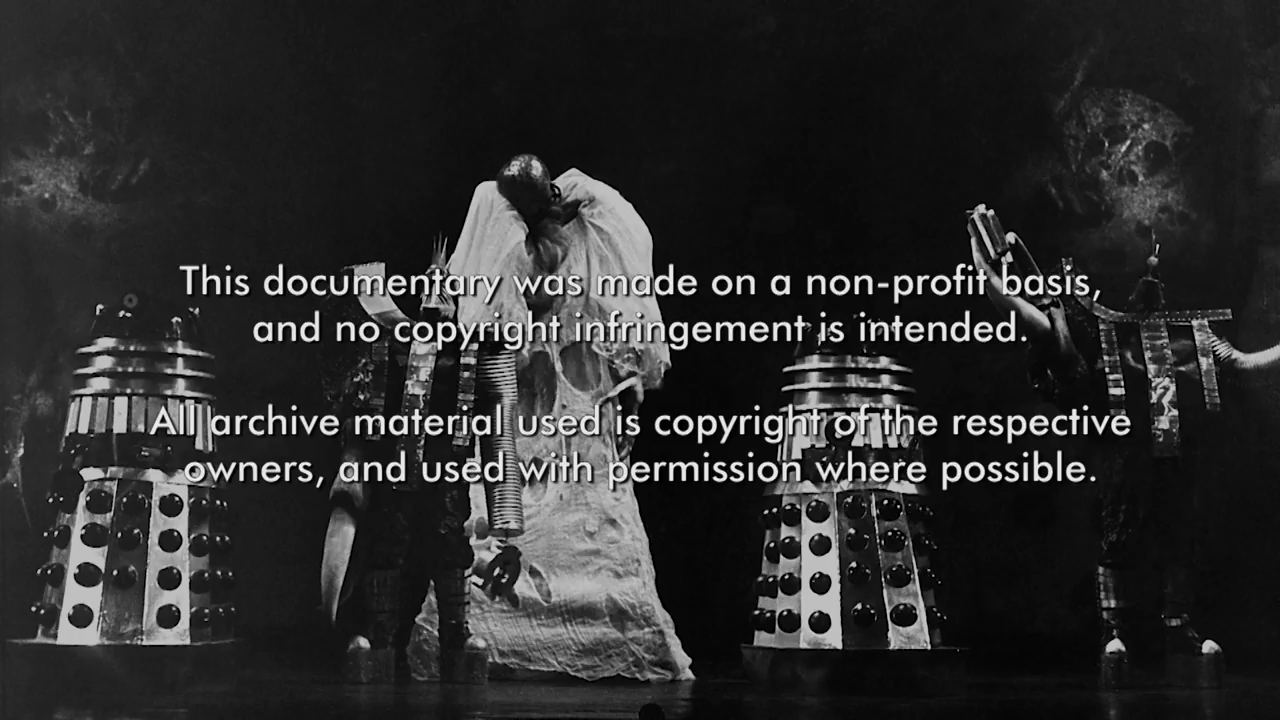 This documentary was made on a non-profit basis,
and no copyright infringement is intended.
All archive material used is copyright of the respective
owners, and used with permission where possible.